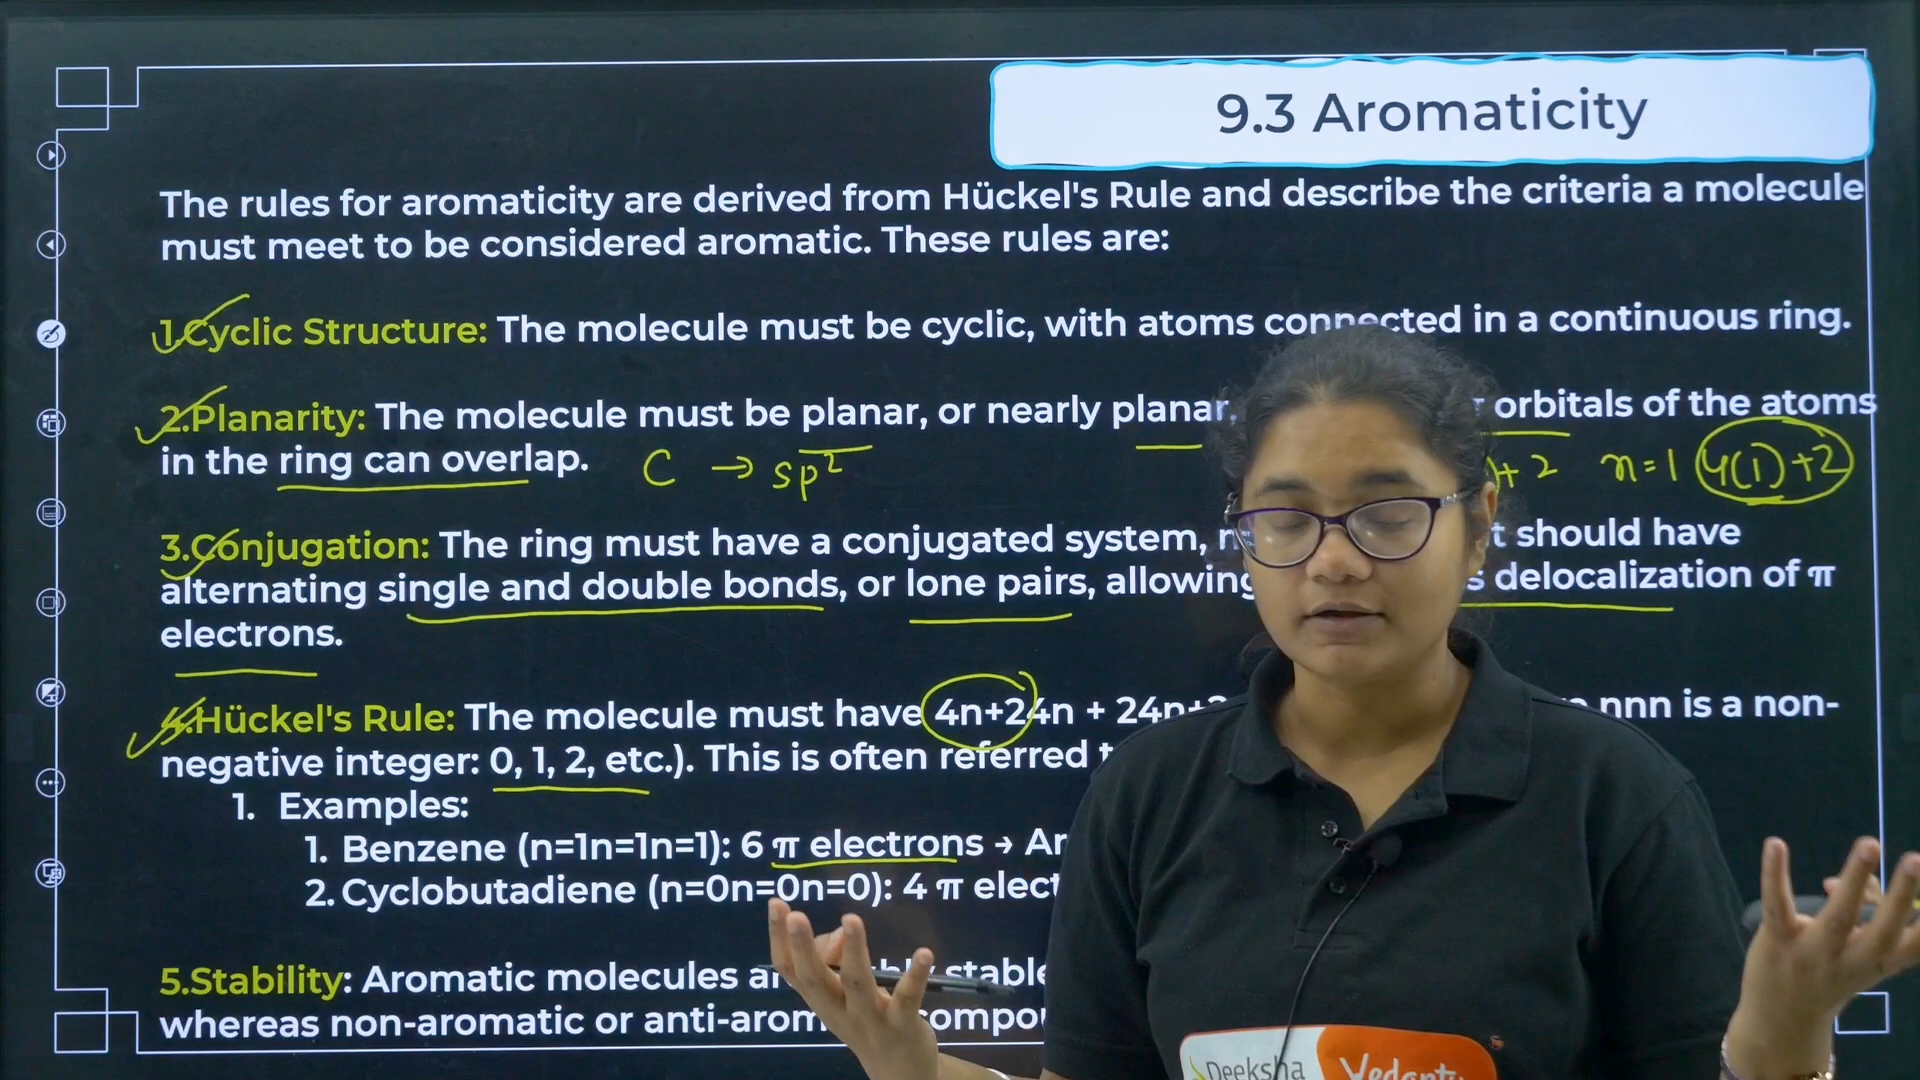 9.3 Aromaticity
The rules for aromaticity are derived from Hückel's Rule and describe the criteria a molecule
must meet to be considered aromatic. These rules are:
1.Cyclic Structure: The molecule must be cyclic, with atoms connected in a continuous ring.
2.Planarity: The molecule must be planar, or nearly planar, orbitals of the atoms
in the ring can overlap.
C → sp²
+ 2 n=1 4(1)+2
3.Conjugation: The ring must have a conjugated system, should have
alternating single and double bonds, or lone pairs, allowing delocalization of π
electrons.
4.Hückel's Rule: The molecule must have 4n+24n + 24n+2 nnn is a non-
negative integer: 0, 1, 2, etc.). This is often referred
1. Examples:
1. Benzene (n=1n=1n=1): 6 π electrons →
2. Cyclobutadiene (n=0n=0n=0): 4 π
5.Stability: Aromatic molecules stable
whereas non-aromatic or
Deeksha Vedantu